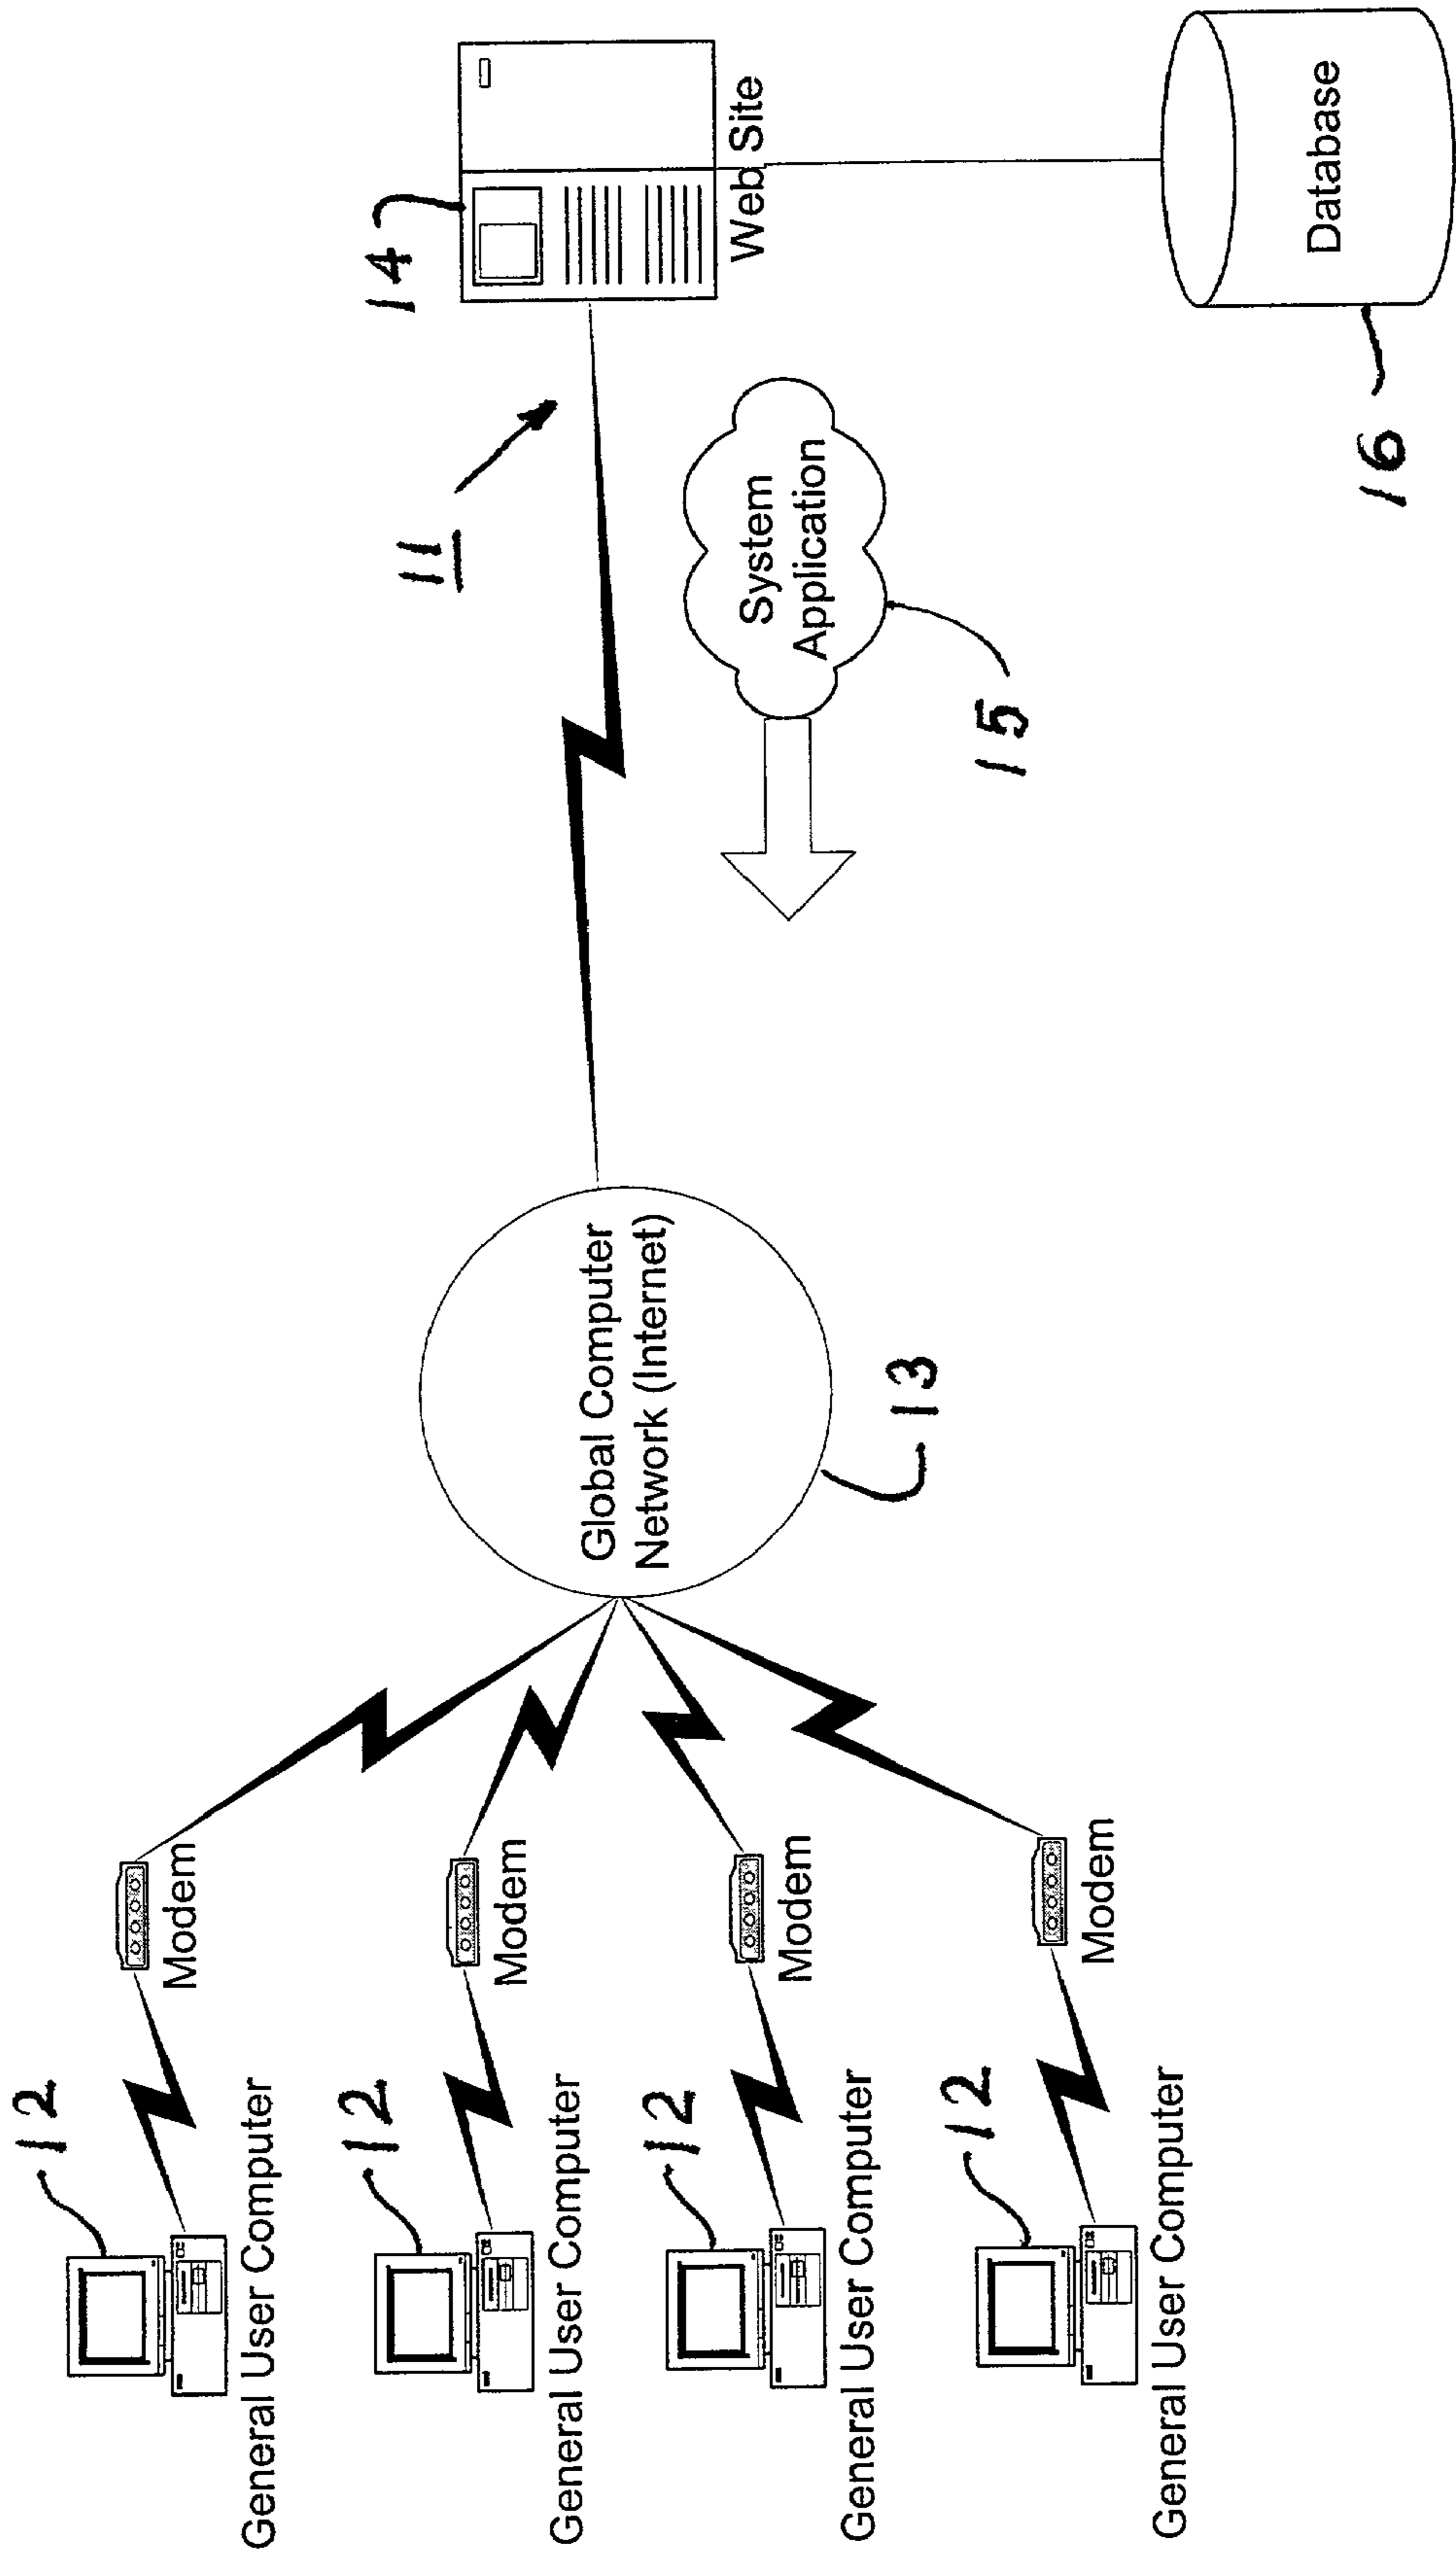 12
General User Computer
Modem
12
General User Computer
Modem
12
General User Computer
Modem
12
General User Computer
Modem
Global Computer
Network (Internet)
13
11
14
Web Site
System
Application
15
Database
16